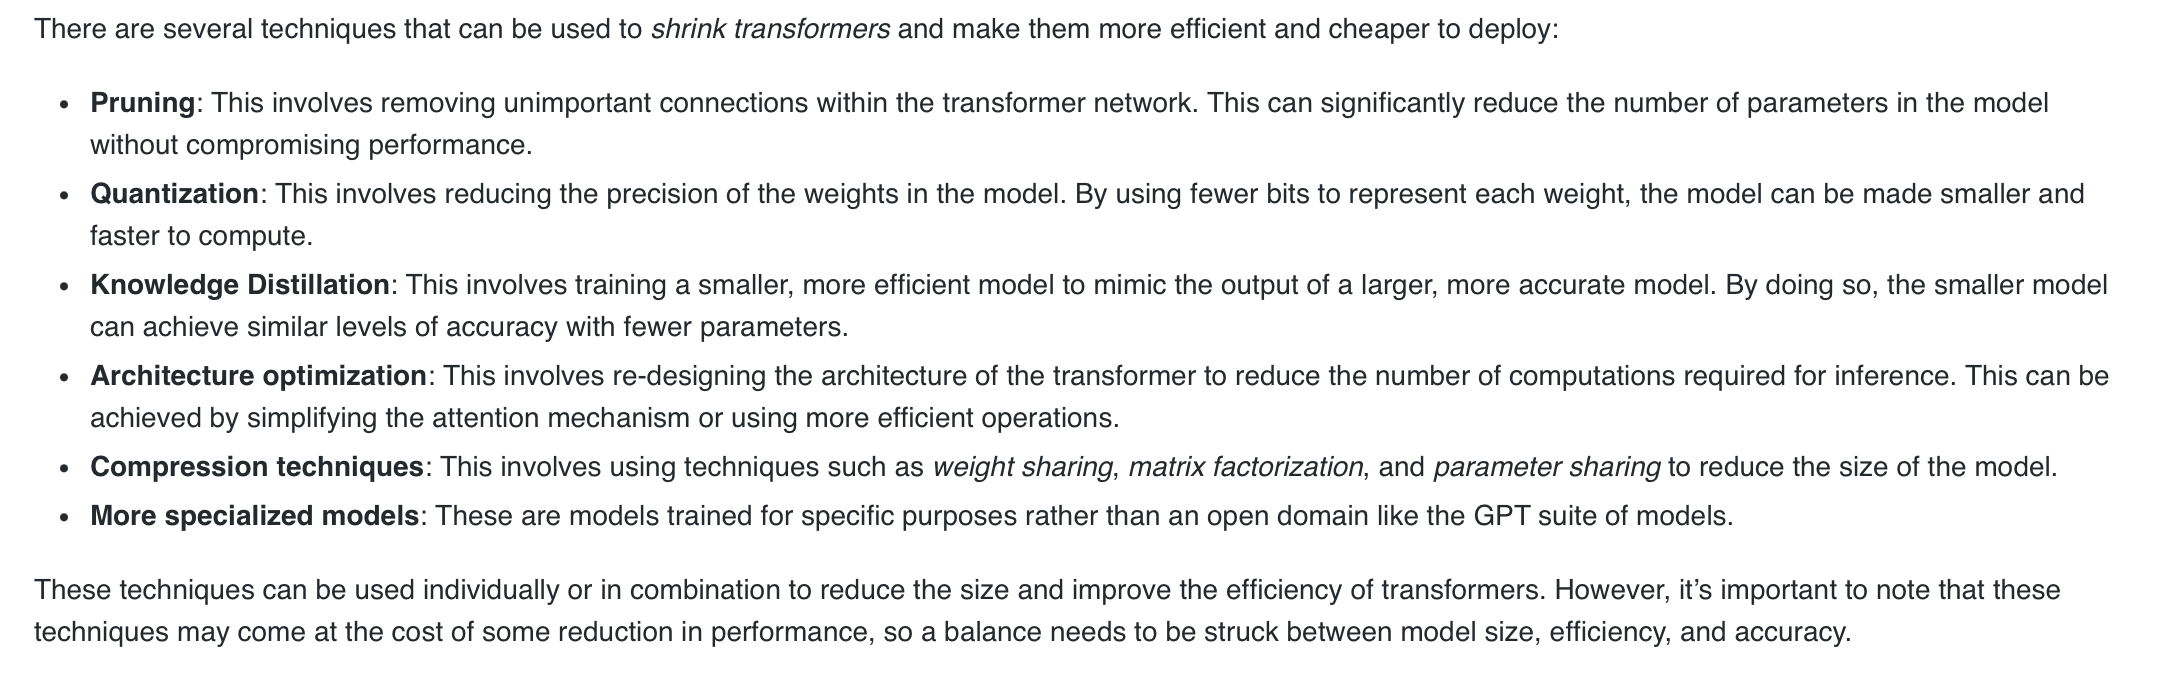 There are several techniques that can be used to shrink transformers and make them more efficient and cheaper to deploy:
• Pruning: This involves removing unimportant connections within the transformer network. This can significantly reduce the number of parameters in the model
without compromising performance.
• Quantization: This involves reducing the precision of the weights in the model. By using fewer bits to represent each weight, the model can be made smaller and
faster to compute.
• Knowledge Distillation: This involves training a smaller, more efficient model to mimic the output of a larger, more accurate model. By doing so, the smaller model
can achieve similar levels of accuracy with fewer parameters.
• Architecture optimization: This involves re-designing the architecture of the transformer to reduce the number of computations required for inference. This can be
achieved by simplifying the attention mechanism or using more efficient operations.
• Compression techniques: This involves using techniques such as weight sharing, matrix factorization, and parameter sharing to reduce the size of the model.
• More specialized models: These are models trained for specific purposes rather than an open domain like the GPT suite of models.
These techniques can be used individually or in combination to reduce the size and improve the efficiency of transformers. However, it’s important to note that these
techniques may come at the cost of some reduction in performance, so a balance needs to be struck between model size, efficiency, and accuracy.